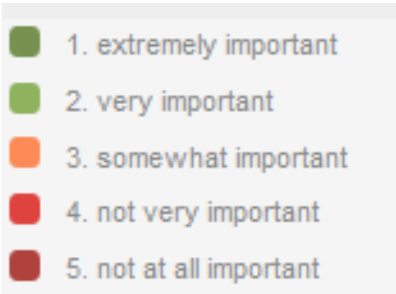 1. extremely important
2. very important
3. somewhat important
4. not very important
5. not at all important